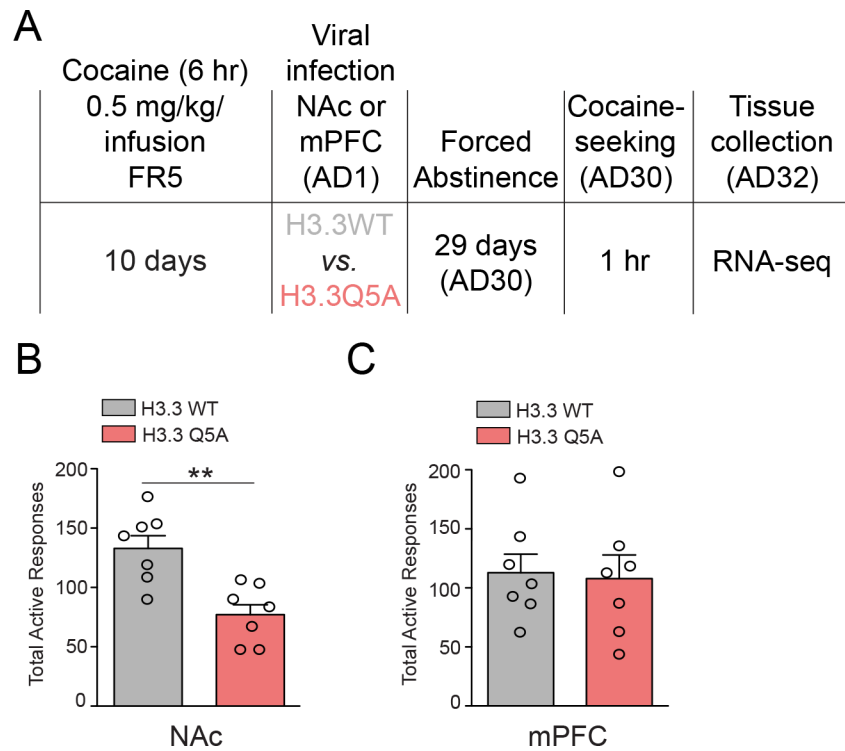 A
Cocaine (6 hr)
0.5 mg/kg/
infusion
FR5
Viral
infection
NAc or
mPFC
(AD1)
Forced
Abstinence
Cocaine-
seeking
(AD30)
Tissue
collection
(AD32)
10 days
H3.3WT
vs.
H3.3Q5A
29 days
(AD30)
1 hr
RNA-seq
B
H3.3 WT
H3.3 Q5A
Total Active Responses
200
150
100
50
0
**
NAc
C
H3.3 WT
H3.3 Q5A
Total Active Responses
200
150
100
50
0
mPFC